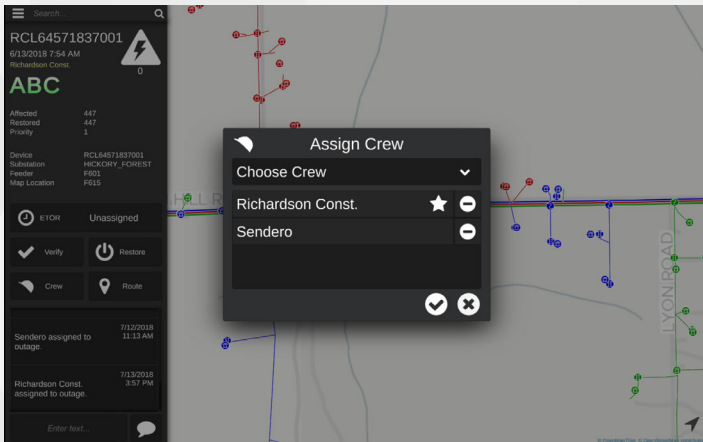 Search...
RCL64571837001
6/13/2018 7:54 AM
Richardson Const.
0
ABC
Affected 447
Restored 447
Priority 1
Device RCL64571837001
Substation HICKORY_FOREST
Feeder F601
Map Location F615
ETOR Unassigned
Verify Restore
Crew Route
Sendero assigned to outage. 7/12/2018 11:13 AM
Richardson Const. assigned to outage. 7/13/2018 3:57 PM
Enter text...
Assign Crew
Choose Crew
Richardson Const.
Sendero
HILL R
LYON ROAD